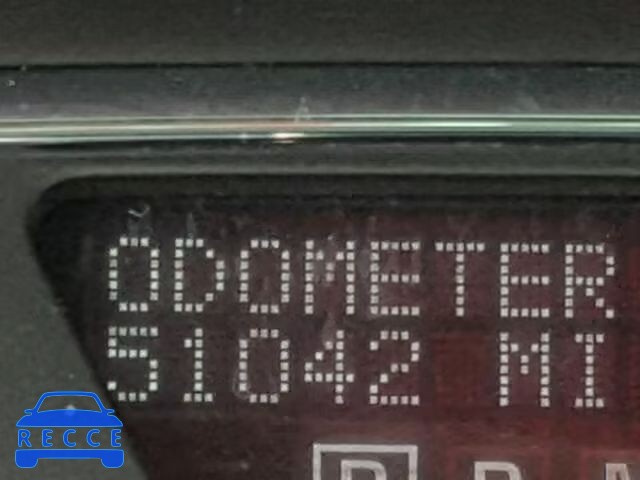 ODOMETER
51042 MI
P R N
RECCE